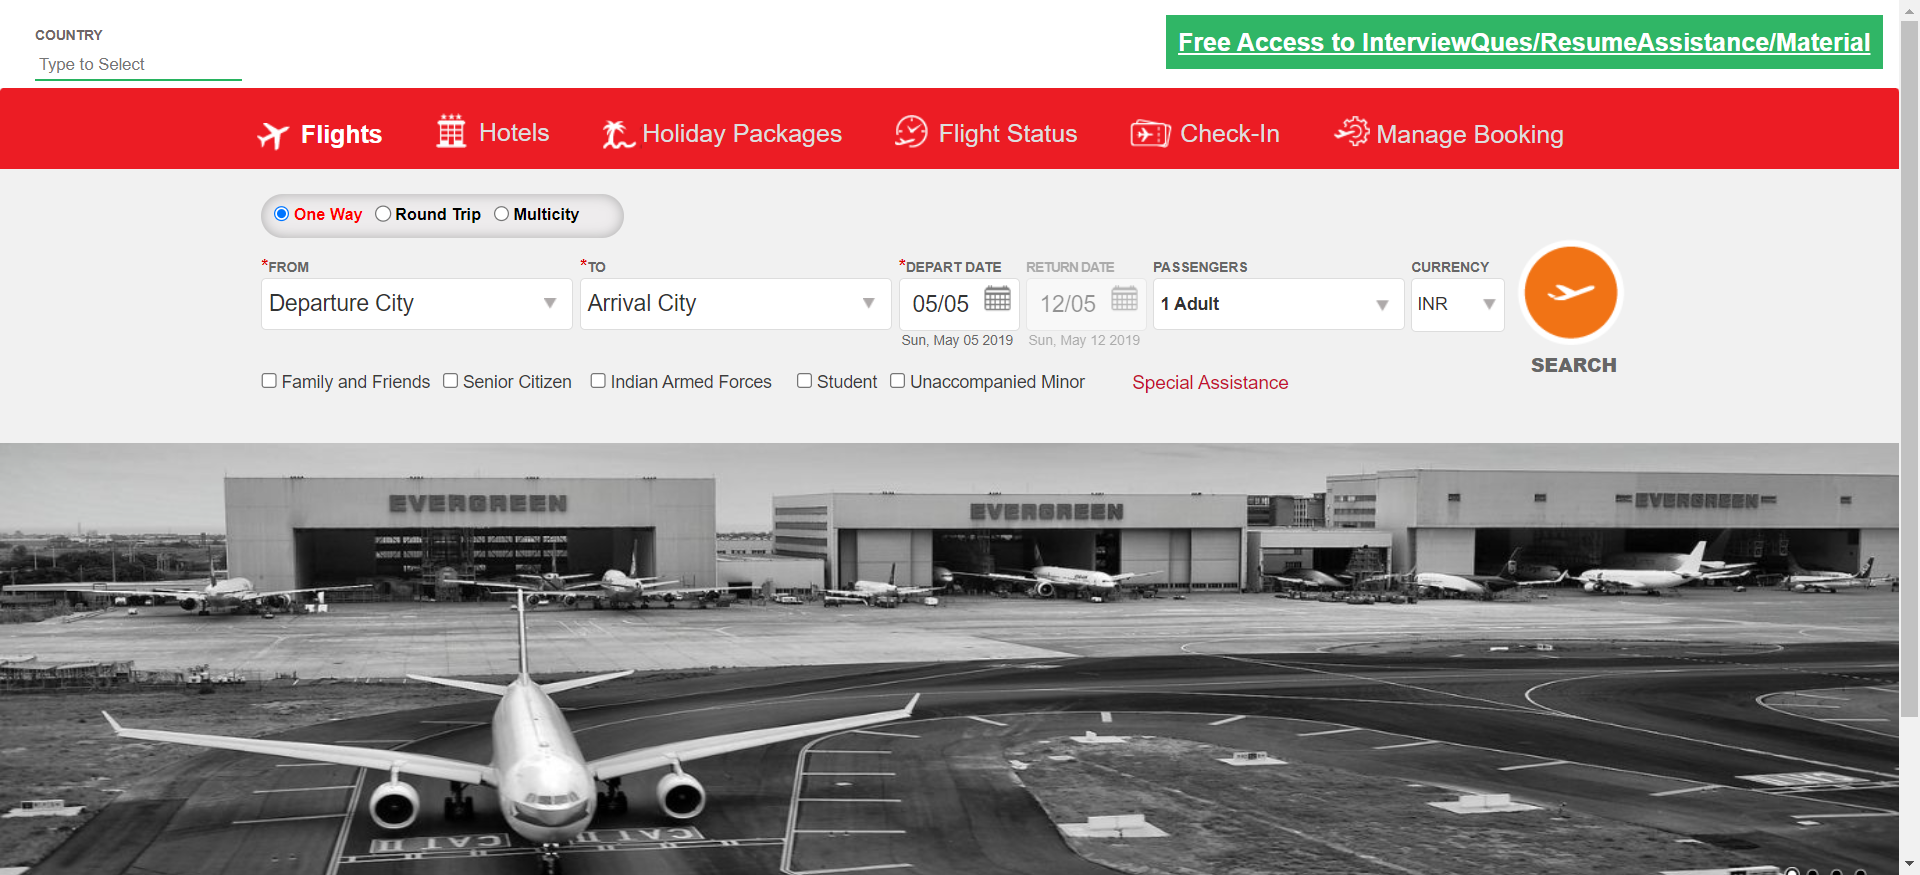 COUNTRY
Type to Select
Free Access to InterviewQues/ResumeAssistance/Material
Flights
Hotels
Holiday Packages
Flight Status
Check-In
Manage Booking
One Way
Round Trip
Multicity
*FROM
*TO
*DEPART DATE
RETURN DATE
PASSENGERS
CURRENCY
Departure City
Arrival City
05/05
12/05
1 Adult
INR
Sun, May 05 2019
Sun, May 12 2019
SEARCH
Family and Friends
Senior Citizen
Indian Armed Forces
Student
Unaccompanied Minor
Special Assistance
EVERGREEN
EVERGREEN
EVERGREEN
CAT III
CAT II